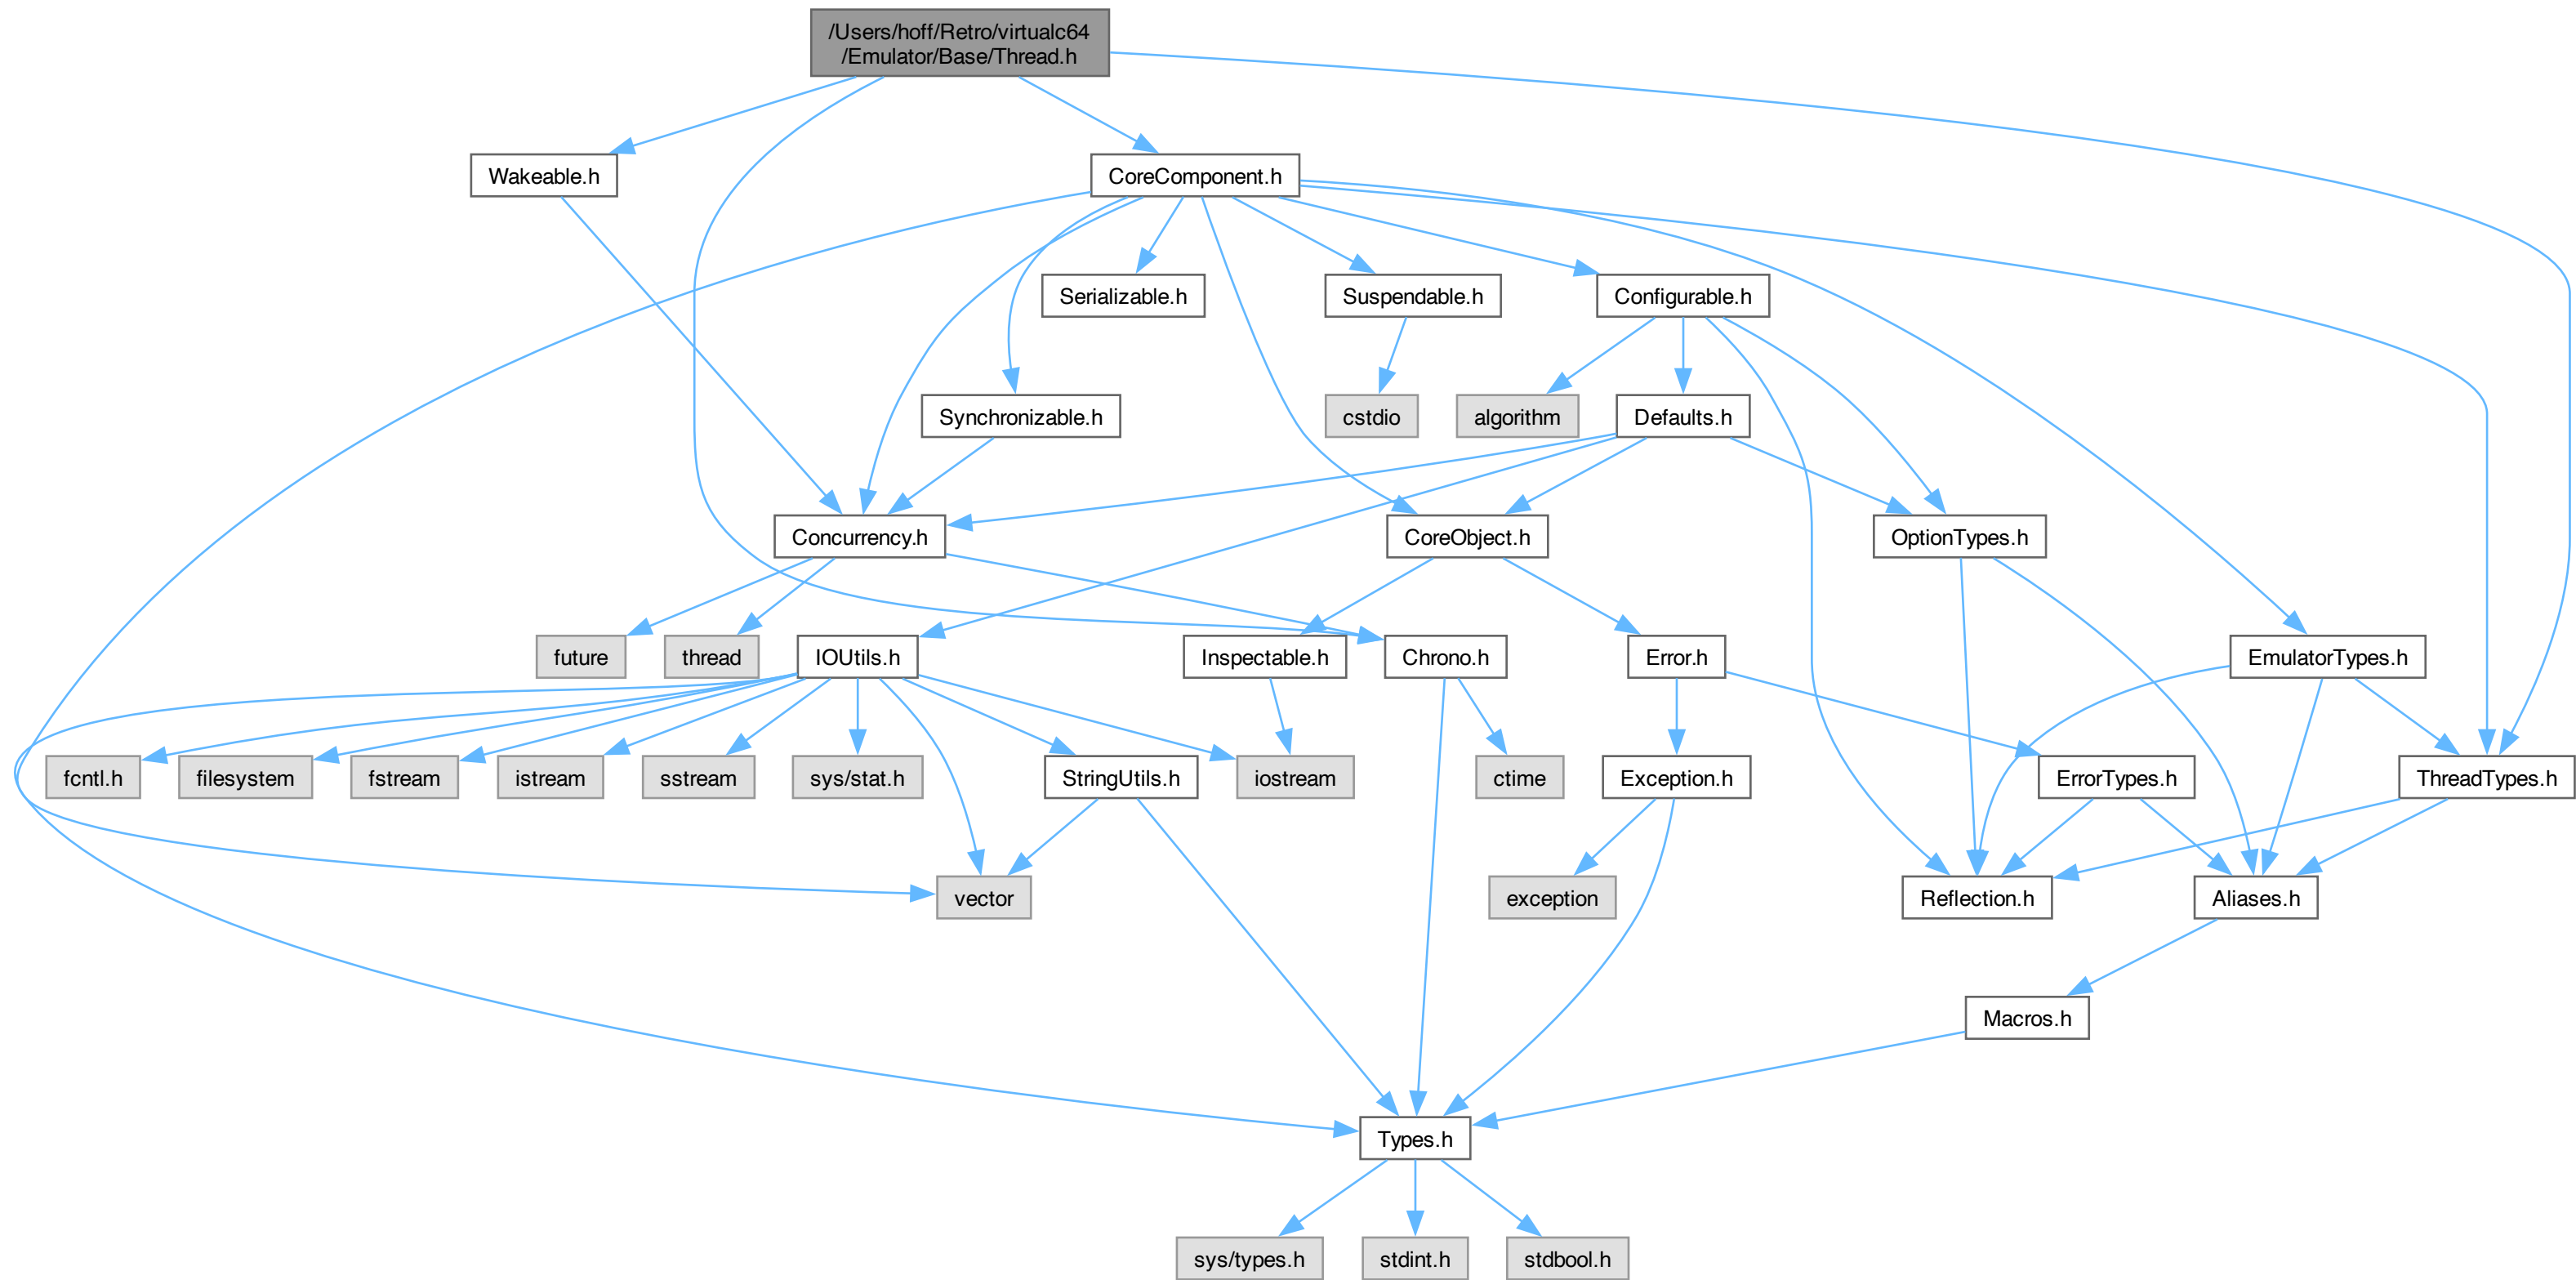 /Users/hoff/Retro/virtualc64
/Emulator/Base/Thread.h
Wakeable.h
CoreComponent.h
Serializable.h
Suspendable.h
Configurable.h
Synchronizable.h
cstdio
algorithm
Defaults.h
Concurrency.h
CoreObject.h
OptionTypes.h
future
thread
IOUtils.h
Inspectable.h
Chrono.h
Error.h
EmulatorTypes.h
fcntl.h
filesystem
fstream
istream
sstream
sys/stat.h
StringUtils.h
iostream
ctime
Exception.h
ErrorTypes.h
ThreadTypes.h
vector
exception
Reflection.h
Aliases.h
Macros.h
Types.h
sys/types.h
stdint.h
stdbool.h